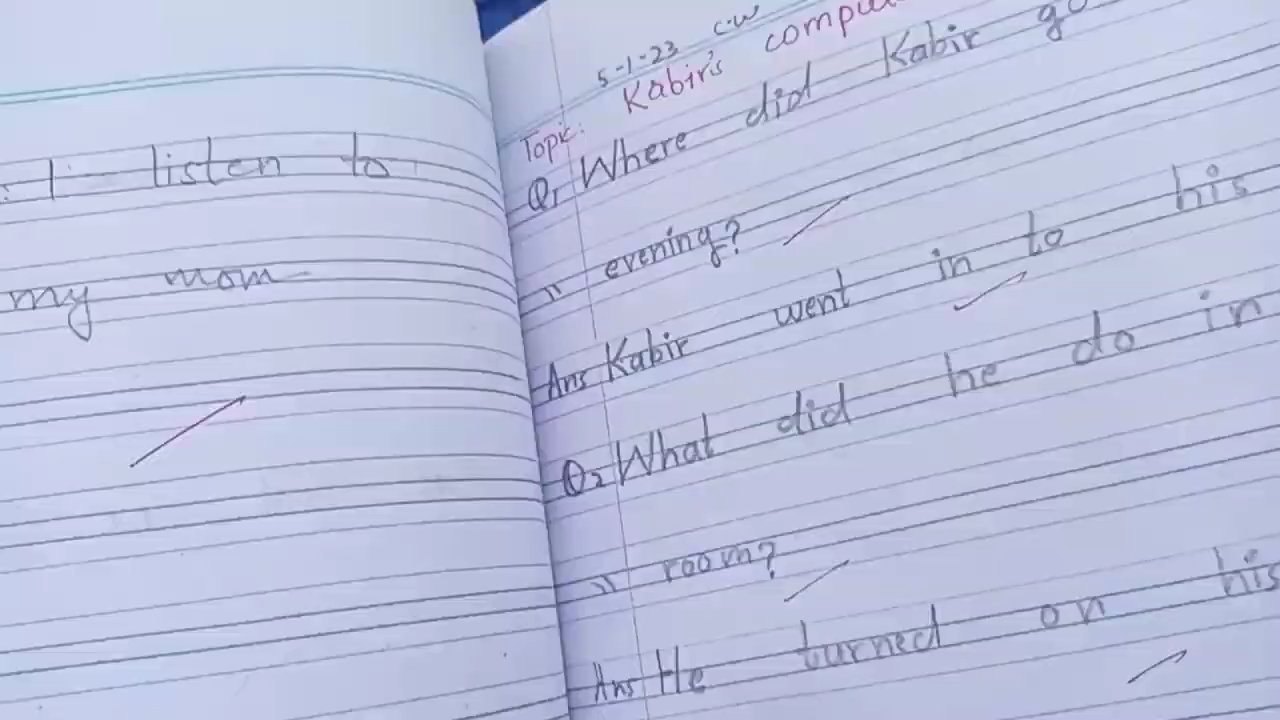 I listen to
my mom
5-1-23 C.W
Topic: Kabir's
Q1 Where did Kabir go
" evening?
Ans Kabir went in to his
Q2 What did he do in
" room?
Ans He turned on his